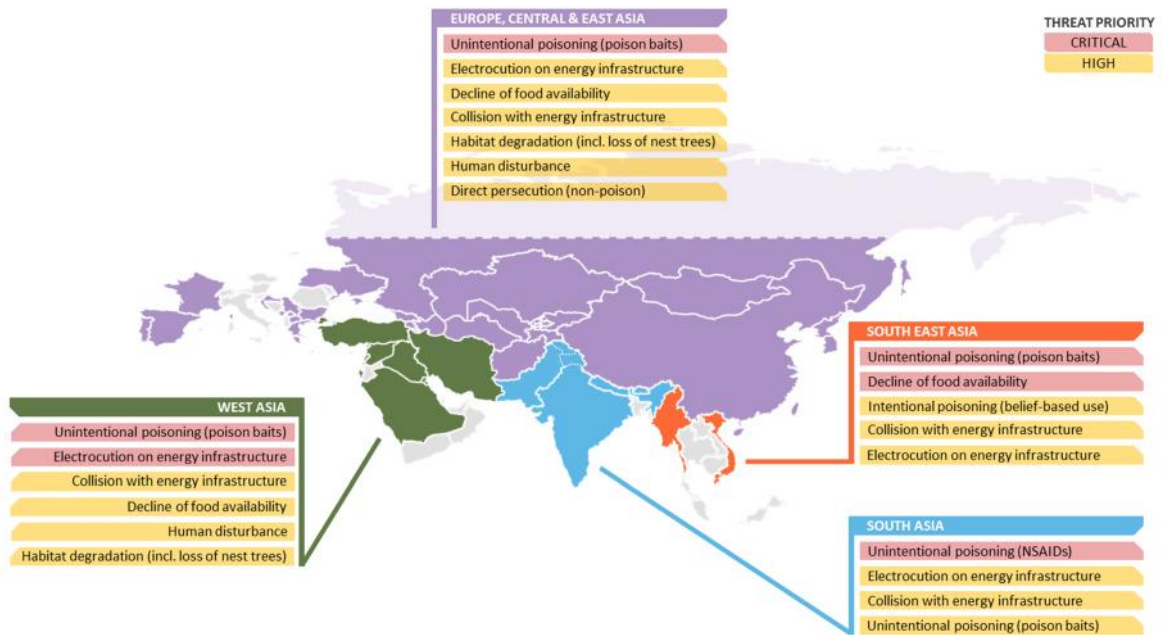 EUROPE, CENTRAL & EAST ASIA
Unintentional poisoning (poison baits)
Electrocution on energy infrastructure
Decline of food availability
Collision with energy infrastructure
Habitat degradation (incl. loss of nest trees)
Human disturbance
Direct persecution (non-poison)
THREAT PRIORITY
CRITICAL
HIGH
SOUTH EAST ASIA
Unintentional poisoning (poison baits)
Decline of food availability
Intentional poisoning (belief-based use)
Collision with energy infrastructure
Electrocution on energy infrastructure
WEST ASIA
Unintentional poisoning (poison baits)
Electrocution on energy infrastructure
Collision with energy infrastructure
Decline of food availability
Human disturbance
Habitat degradation (incl. loss of nest trees)
SOUTH ASIA
Unintentional poisoning (NSAIDs)
Electrocution on energy infrastructure
Collision with energy infrastructure
Unintentional poisoning (poison baits)